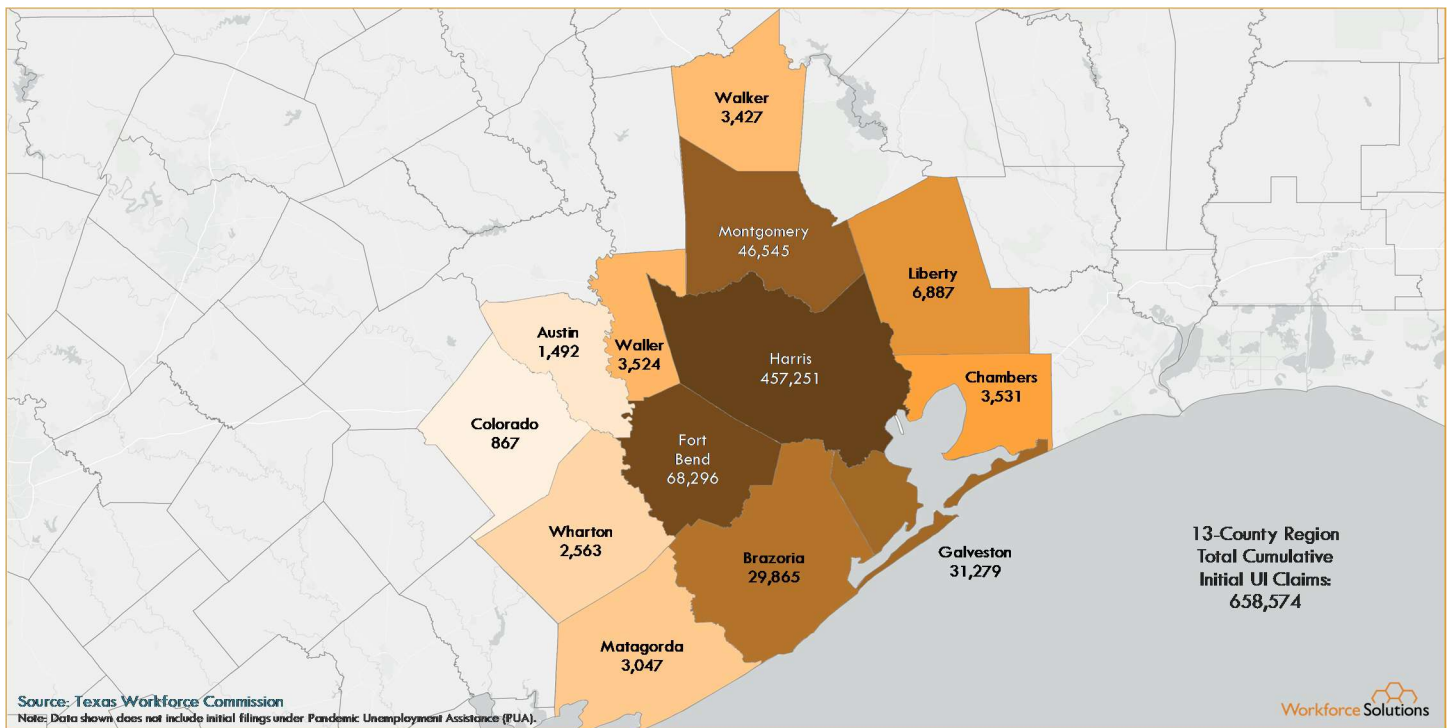 Walker
3,427
Montgomery
46,545
Liberty
6,887
Austin
1,492
Waller
3,524
Harris
457,251
Chambers
3,531
Colorado
867
Fort
Bend
68,296
Wharton
2,563
Brazoria
29,865
Galveston
31,279
13-County Region
Total Cumulative
Initial UI Claims:
658,574
Matagorda
3,047
Source: Texas Workforce Commission
Note: Data shown does not include initial filings under Pandemic Unemployment Assistance (PUA).
Workforce Solutions